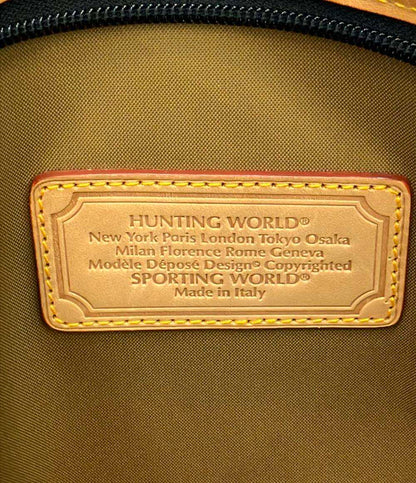 HUNTING WORLD®
New York Paris London Tokyo Osaka
Milan Florence Rome Geneva
Modèle Déposé Design© Copyrighted
SPORTING WORLD®
Made in Italy